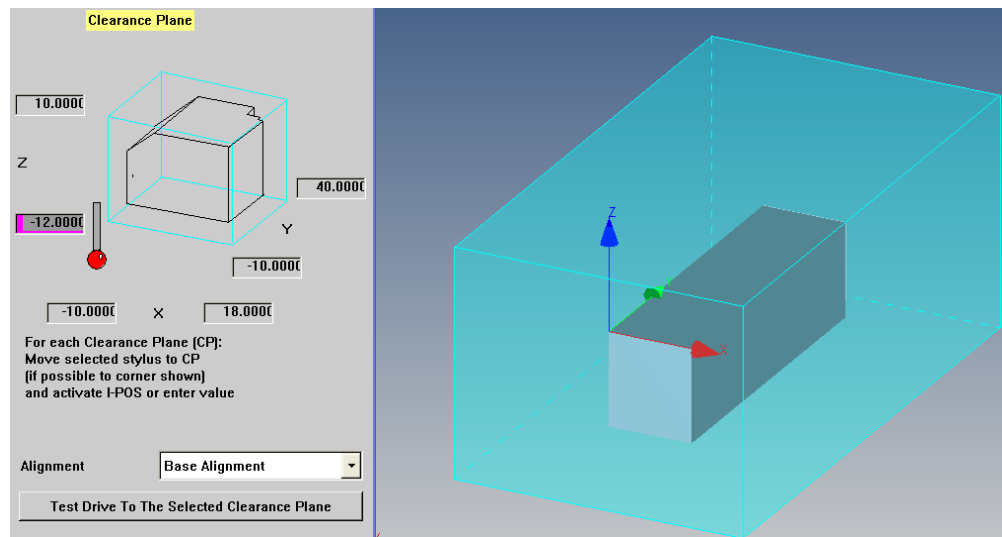 Clearance Plane
10.0000
Z
40.0000
-12.0000
Y
-10.0000
-10.0000 X 18.0000
For each Clearance Plane (CP):
Move selected stylus to CP
(if possible to corner shown)
and activate I-POS or enter value
Alignment Base Alignment
Test Drive To The Selected Clearance Plane
Z
X